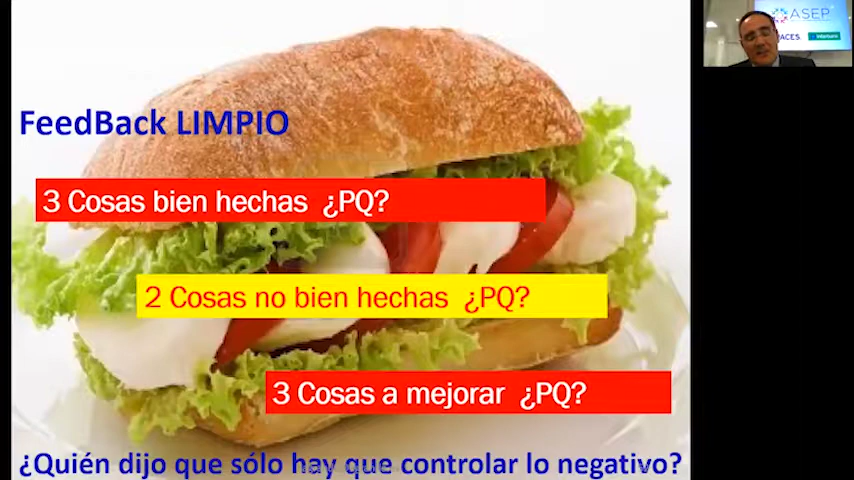 FeedBack LIMPIO
3 Cosas bien hechas ¿PQ?
2 Cosas no bien hechas ¿PQ?
3 Cosas a mejorar ¿PQ?
¿Quién dijo que sólo hay que controlar lo negativo?
ASEP